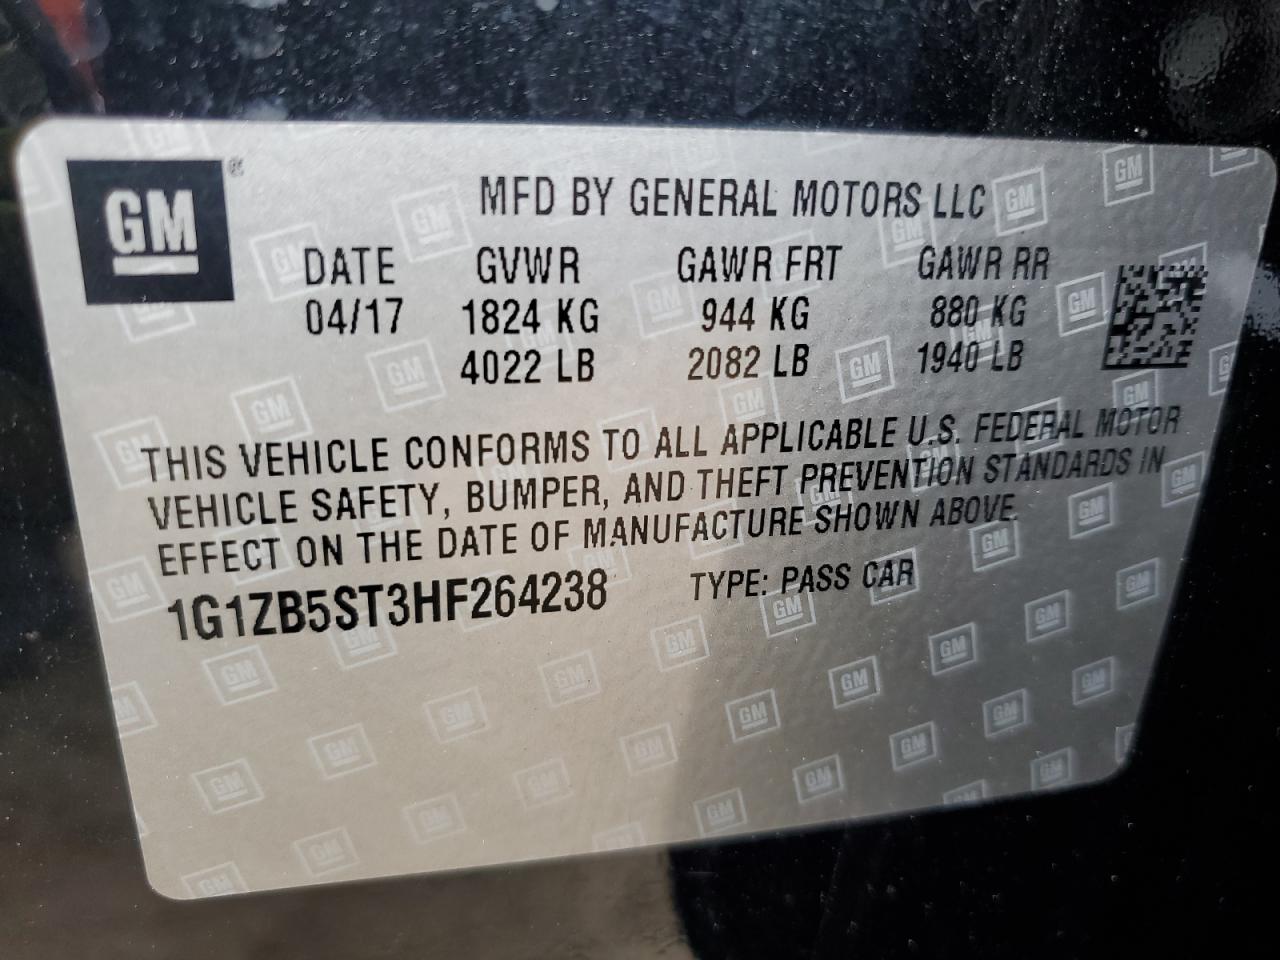 GM®
MFD BY GENERAL MOTORS LLC
DATE GVWR GAWR FRT GAWR RR
04/17 1824 KG 944 KG 880 KG
4022 LB 2082 LB 1940 LB
THIS VEHICLE CONFORMS TO ALL APPLICABLE U.S. FEDERAL MOTOR
VEHICLE SAFETY, BUMPER, AND THEFT PREVENTION STANDARDS IN
EFFECT ON THE DATE OF MANUFACTURE SHOWN ABOVE.
1G1ZB5ST3HF264238 TYPE: PASS CAR